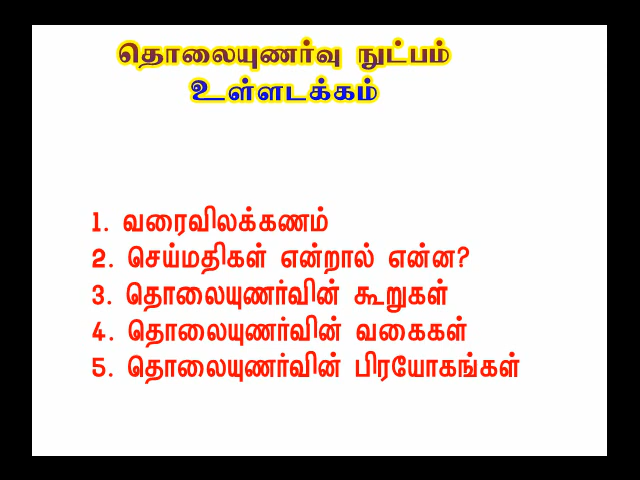 தொலையுணர்வு நுட்பம்
உள்ளடக்கம்
1. வரைவிலக்கணம்
2. செய்மதிகள் என்றால் என்ன?
3. தொலையுணர்வின் கூறுகள்
4. தொலையுணர்வின் வகைகள்
5. தொலையுணர்வின் பிரயோகங்கள்